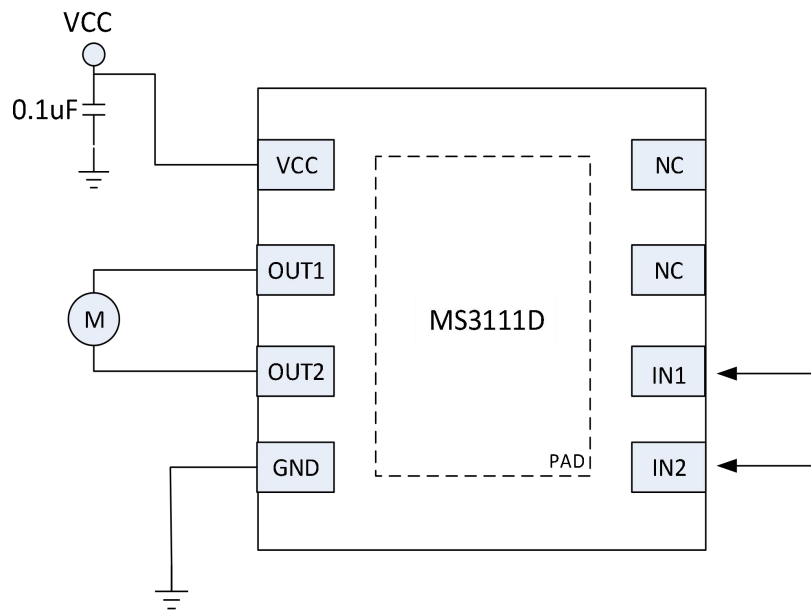 VCC
0.1uF
VCC
NC
OUT1
NC
M
MS3111D
OUT2
IN1
GND
PAD
IN2